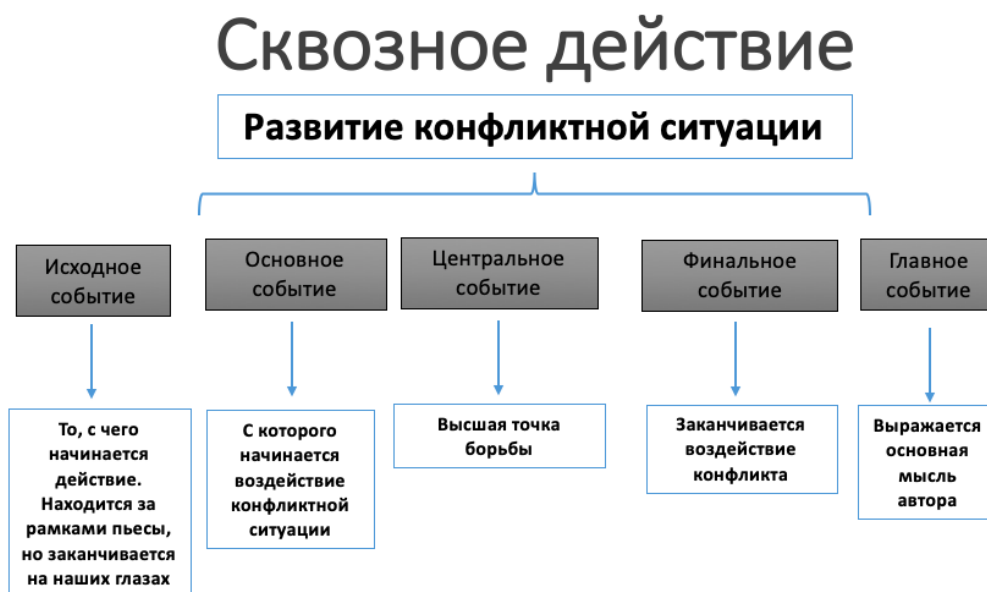 Сквозное действие
Развитие конфликтной ситуации
Исходное
событие
Основное
событие
Центральное
событие
Финальное
событие
Главное
событие
То, с чего
начинается
действие.
Находится за
рамками пьесы,
но заканчивается
на наших глазах
С которого
начинается
воздействие
конфликтной
ситуации
Высшая точка
борьбы
Заканчивается
воздействие
конфликта
Выражается
основная
мысль
автора